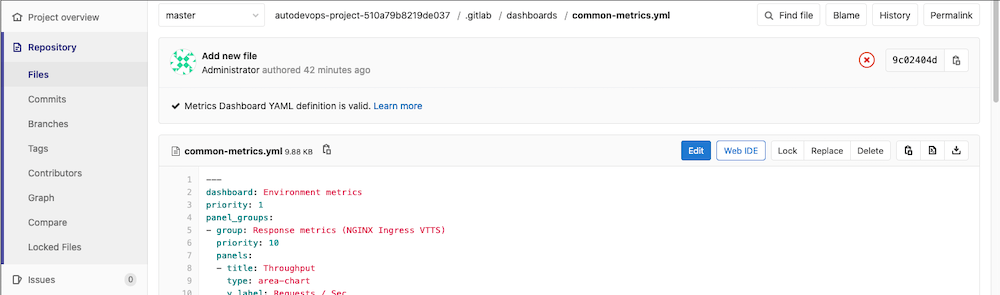 Project overview
Repository
Files
Commits
Branches
Tags
Contributors
Graph
Compare
Locked Files
Issues 0
master autodevops-project-510a79b8219de037 / .gitlab / dashboards / common-metrics.yml Find file Blame History Permalink
Add new file
Administrator authored 42 minutes ago
9c02404d
Metrics Dashboard YAML definition is valid. Learn more
common-metrics.yml 9.88 KB Edit Web IDE Lock Replace Delete
1 ---
2 dashboard: Environment metrics
3 priority: 1
4 panel_groups:
5 - group: Response metrics (NGINX Ingress VTTS)
6 priority: 10
7 panels:
8 - title: Throughput
9 type: area-chart
10 y_label: Requests / Sec